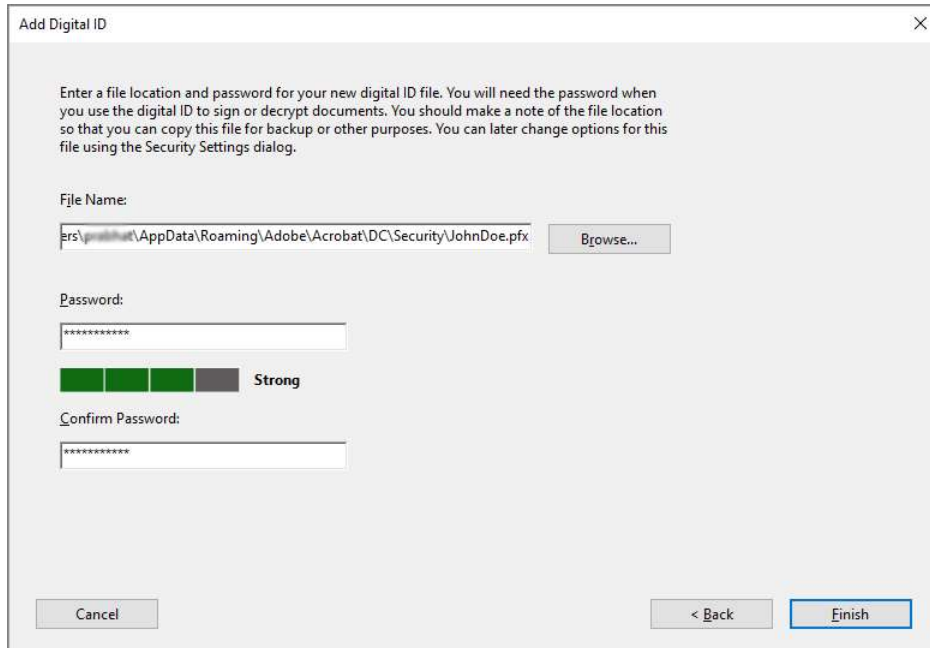 Add Digital ID
Enter a file location and password for your new digital ID file. You will need the password when
you use the digital ID to sign or decrypt documents. You should make a note of the file location
so that you can copy this file for backup or other purposes. You can later change options for this
file using the Security Settings dialog.
File Name:
ers\ \AppData\Roaming\Adobe\Acrobat\DC\Security\JohnDoe.pfx
Browse...
Password:
***********
Strong
Confirm Password:
***********
Cancel
< Back
Finish